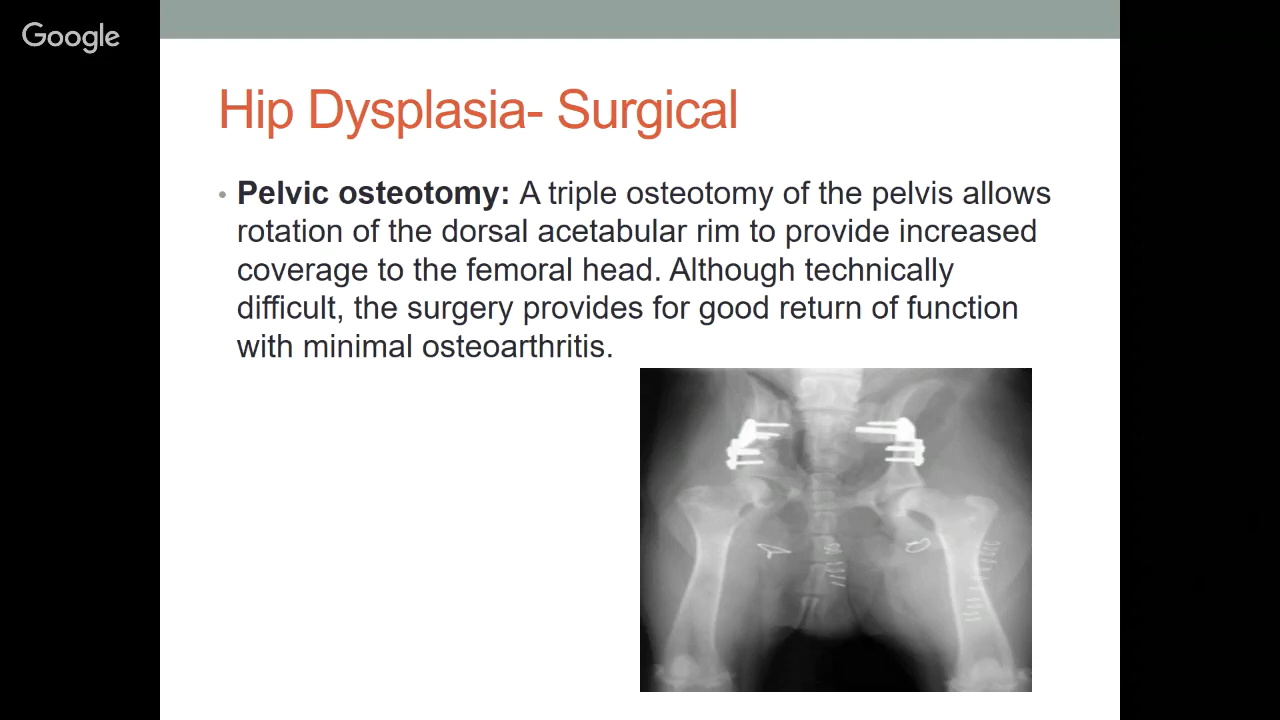 Google
Hip Dysplasia- Surgical
• Pelvic osteotomy: A triple osteotomy of the pelvis allows
rotation of the dorsal acetabular rim to provide increased
coverage to the femoral head. Although technically
difficult, the surgery provides for good return of function
with minimal osteoarthritis.